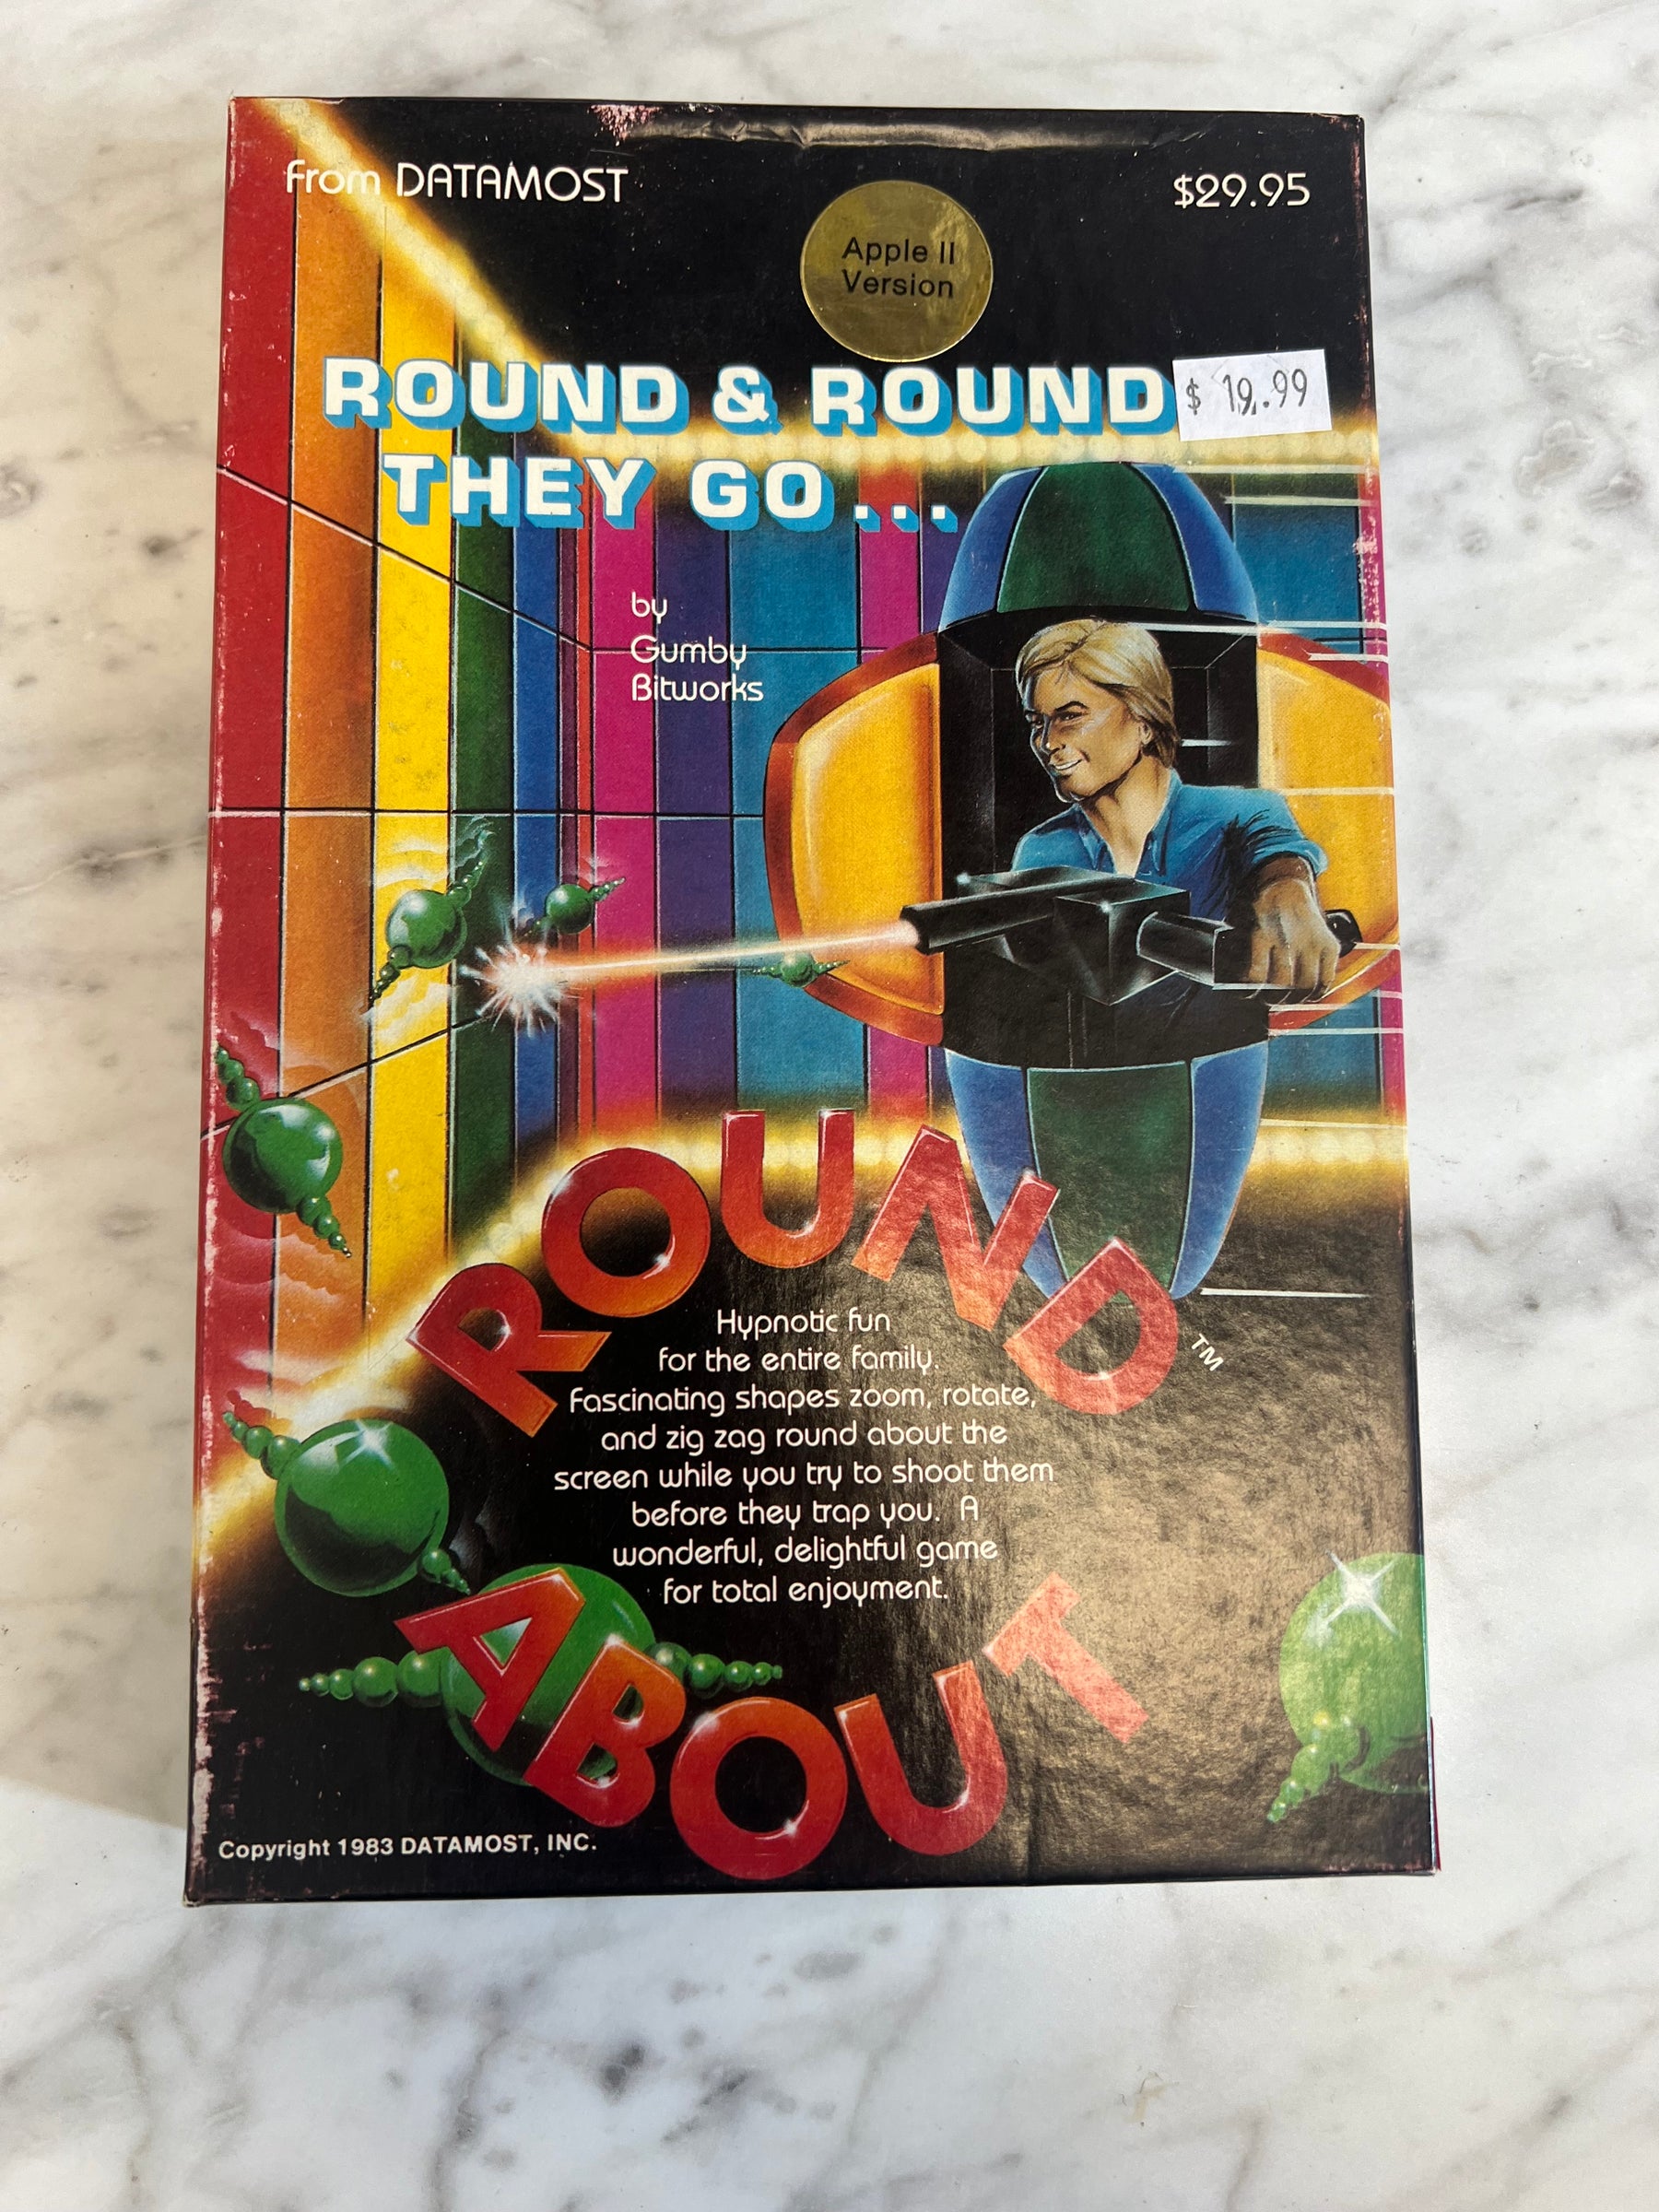 from DATAMOST
$29.95
Apple II
Version
ROUND & ROUND
$ 19.99
THEY GO...
by
Gumby
Bitworks
ROUND
™
Hypnotic fun
for the entire family.
Fascinating shapes zoom, rotate,
and zig zag round about the
screen while you try to shoot them
before they trap you. A
wonderful, delightful game
for total enjoyment.
ABOUT
Copyright 1983 DATAMOST, INC.